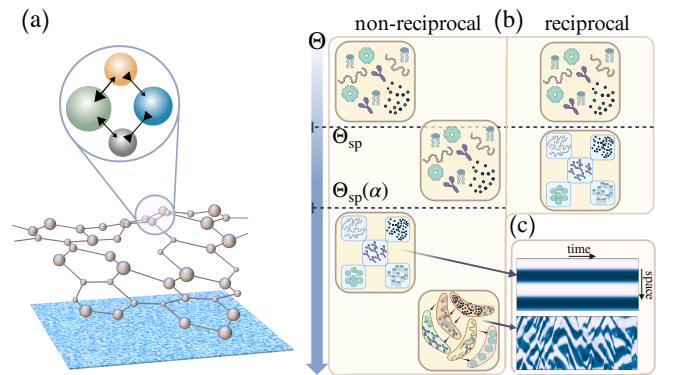 (a)
non-reciprocal (b) reciprocal
Θ
Θsp
Θsp(α)
(c)
time
space